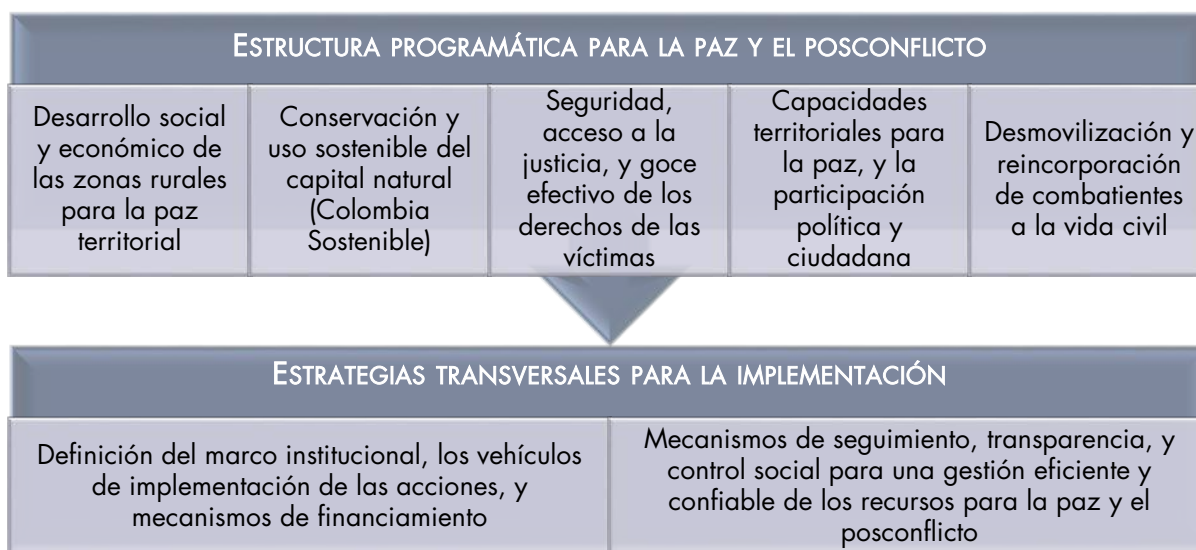 ESTRUCTURA PROGRAMÁTICA PARA LA PAZ Y EL POSCONFLICTO
Desarrollo social
y económico de
las zonas rurales
para la paz
territorial
Conservación y
uso sostenible del
capital natural
(Colombia
Sostenible)
Seguridad,
acceso a la
justicia, y goce
efectivo de los
derechos de las
víctimas
Capacidades
territoriales para
la paz, y la
participación
política y
ciudadana
Desmovilización y
reincorporación
de combatientes
a la vida civil
ESTRATEGIAS TRANSVERSALES PARA LA IMPLEMENTACIÓN
Definición del marco institucional, los vehículos
de implementación de las acciones, y
mecanismos de financiamiento
Mecanismos de seguimiento, transparencia, y
control social para una gestión eficiente y
confiable de los recursos para la paz y el
posconflicto